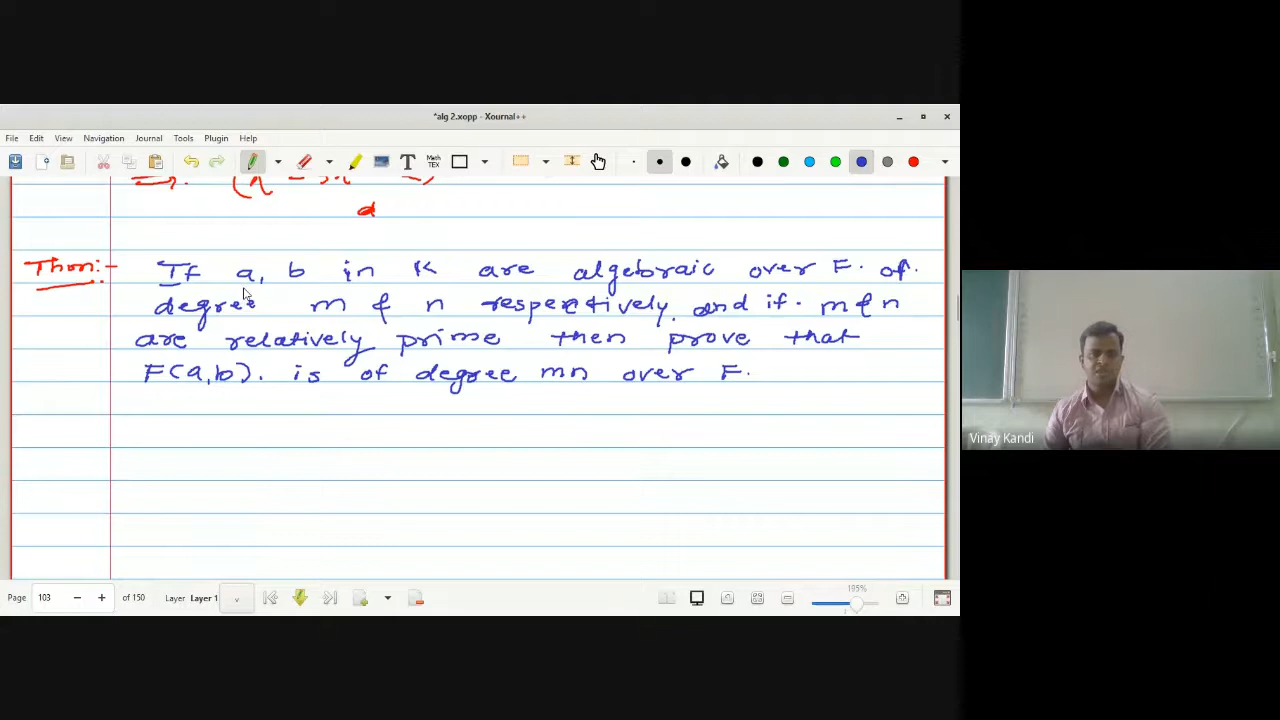 *alg 2.xopp - Xournal++
File Edit View Navigation Journal Tools Plugin Help
Thm:- If a, b in K are algebraic over F. of.
degree m & n respectively. and if. m & n
are relatively prime then prove that
F(a,b). is of degree mn over F.
Vinay Kandi
Page 103 of 150 Layer Layer 1 195%